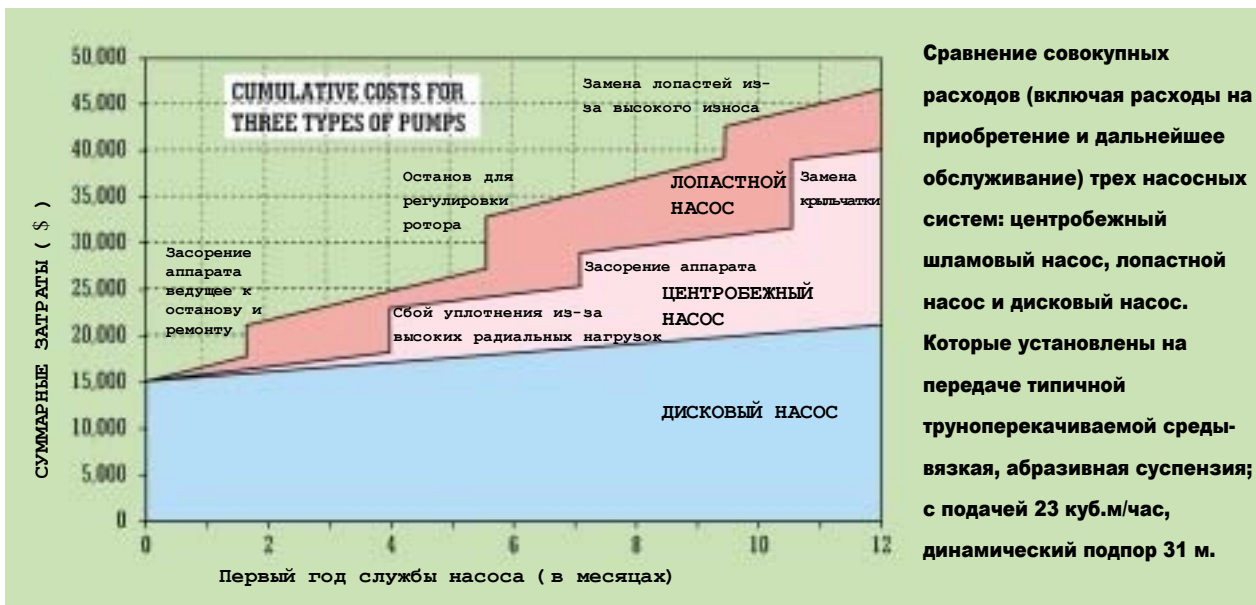 50.000
45.000
40.000
35.000
30.000
25.000
20.000
15.000
10.000
5.000
0
СУММАРНЫЕ ЗАТРАТЫ ( $ )
CUMULATIVE COSTS FOR
THREE TYPES OF PUMPS
Замена лопастей из-
за высокого износа
Останов для
регулировки
ротора
ЛОПАСТНОЙ
НАСОС
Замена
крыльчатки
Засорение
аппарата
ведущее к
останову и
ремонту
Засорение аппарата
ЦЕНТРОБЕЖНЫЙ
НАСОС
Сбой уплотнения из-за
высоких радиальных нагрузок
ДИСКОВЫЙ НАСОС
0 2 4 6 8 10 12
Первый год службы насоса ( в месяцах)
Сравнение совокупных
расходов (включая расходы на
приобретение и дальнейшее
обслуживание) трех насосных
систем: центробежный
шламовый насос, лопастной
насос и дисковый насос.
Которые установлены на
передаче типичной
труноперекачиваемой среды-
вязкая, абразивная суспензия;
с подачей 23 куб.м/час,
динамический подпор 31 м.